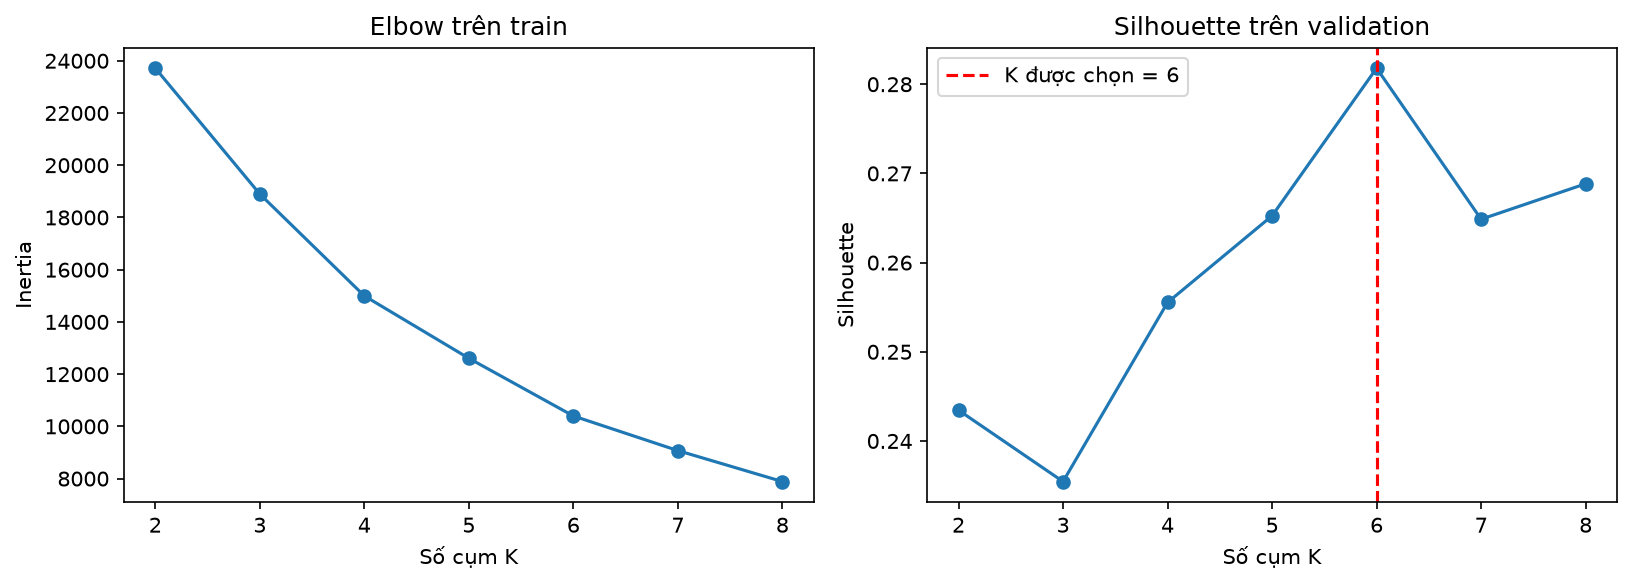 Elbow trên train
24000
22000
20000
18000
16000
14000
12000
10000
8000
Inertia
2 3 4 5 6 7 8
Số cụm K
Silhouette trên validation
K được chọn = 6
0.28
0.27
0.26
0.25
0.24
Silhouette
2 3 4 5 6 7 8
Số cụm K